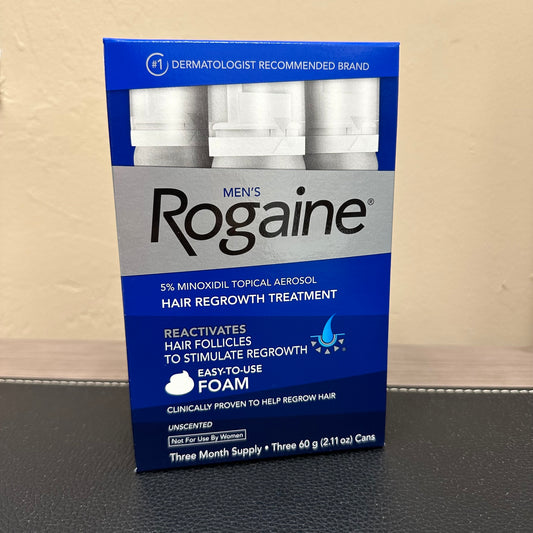 #1 DERMATOLOGIST RECOMMENDED BRAND
MEN'S
Rogaine®
5% MINOXIDIL TOPICAL AEROSOL
HAIR REGROWTH TREATMENT
REACTIVATES
HAIR FOLLICLES
TO STIMULATE REGROWTH
EASY-TO-USE
FOAM
CLINICALLY PROVEN TO HELP REGROW HAIR
UNSCENTED
Not For Use By Women
Three Month Supply • Three 60 g (2.11 oz) Cans